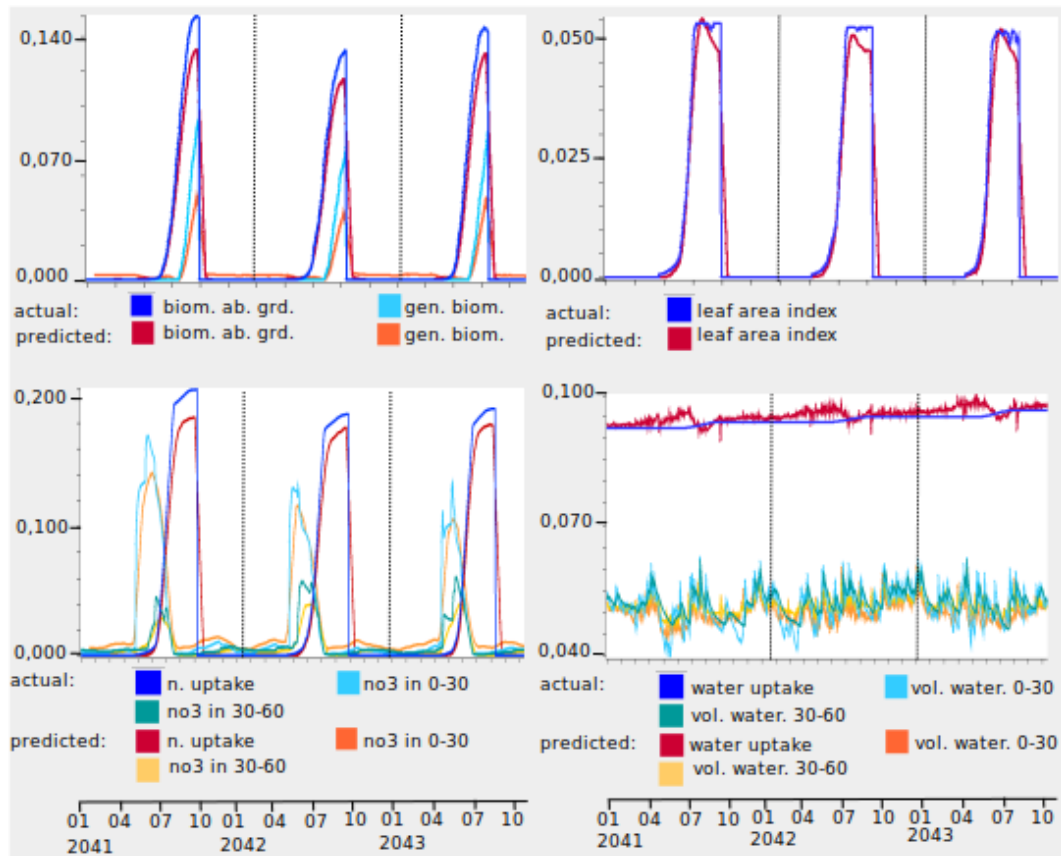 0,140
0,070
0,000
actual: biom. ab. grd. gen. biom.
predicted: biom. ab. grd. gen. biom.
0,050
0,025
0,000
actual: leaf area index
predicted: leaf area index
0,200
0,100
0,000
actual: n. uptake no3 in 0-30
no3 in 30-60
predicted: n. uptake no3 in 0-30
no3 in 30-60
01 04 07 10 01 04 07 10 01 04 07 10
2041 2042 2043
0,100
0,070
0,040
actual: water uptake vol. water. 0-30
vol. water. 30-60
predicted: water uptake vol. water. 0-30
vol. water. 30-60
01 04 07 10 01 04 07 10 01 04 07 10
2041 2042 2043